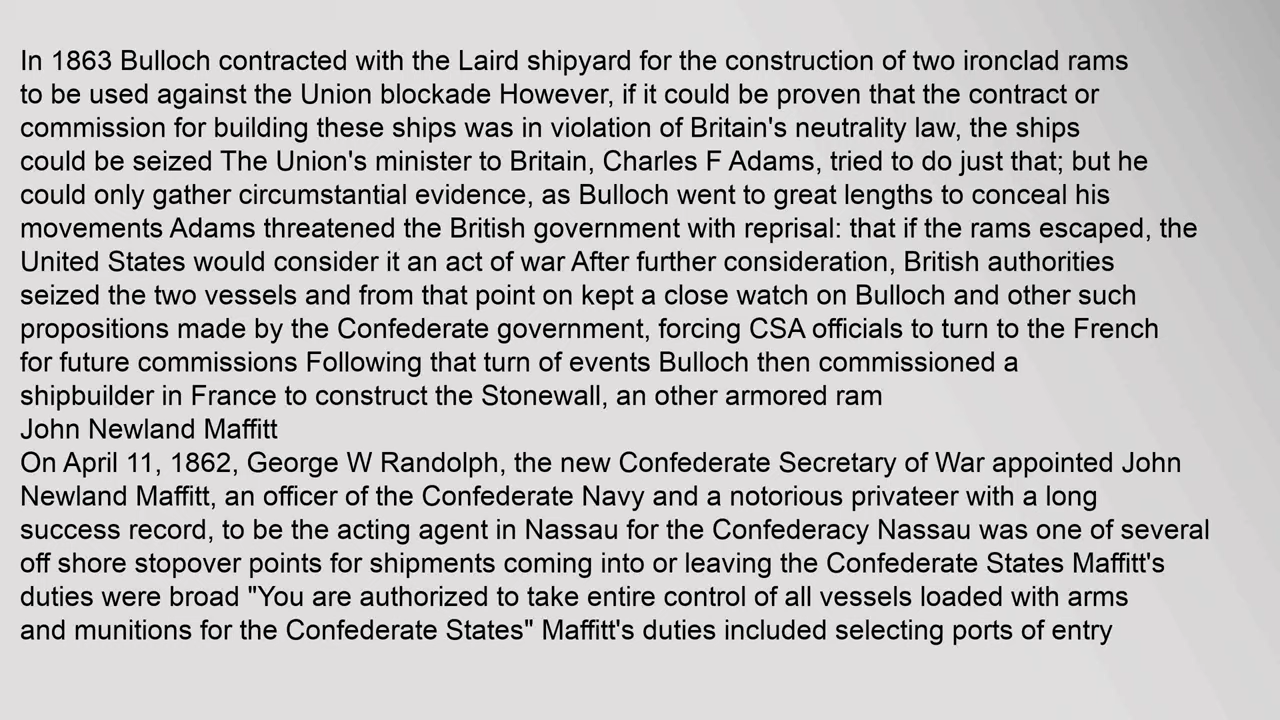 In 1863 Bulloch contracted with the Laird shipyard for the construction of two ironclad rams
to be used against the Union blockade However, if it could be proven that the contract or
commission for building these ships was in violation of Britain's neutrality law, the ships
could be seized The Union's minister to Britain, Charles F Adams, tried to do just that; but he
could only gather circumstantial evidence, as Bulloch went to great lengths to conceal his
movements Adams threatened the British government with reprisal: that if the rams escaped, the
United States would consider it an act of war After further consideration, British authorities
seized the two vessels and from that point on kept a close watch on Bulloch and other such
propositions made by the Confederate government, forcing CSA officials to turn to the French
for future commissions Following that turn of events Bulloch then commissioned a
shipbuilder in France to construct the Stonewall, an other armored ram
John Newland Maffitt
On April 11, 1862, George W Randolph, the new Confederate Secretary of War appointed John
Newland Maffitt, an officer of the Confederate Navy and a notorious privateer with a long
success record, to be the acting agent in Nassau for the Confederacy Nassau was one of several
off shore stopover points for shipments coming into or leaving the Confederate States Maffitt's
duties were broad "You are authorized to take entire control of all vessels loaded with arms
and munitions for the Confederate States" Maffitt's duties included selecting ports of entry